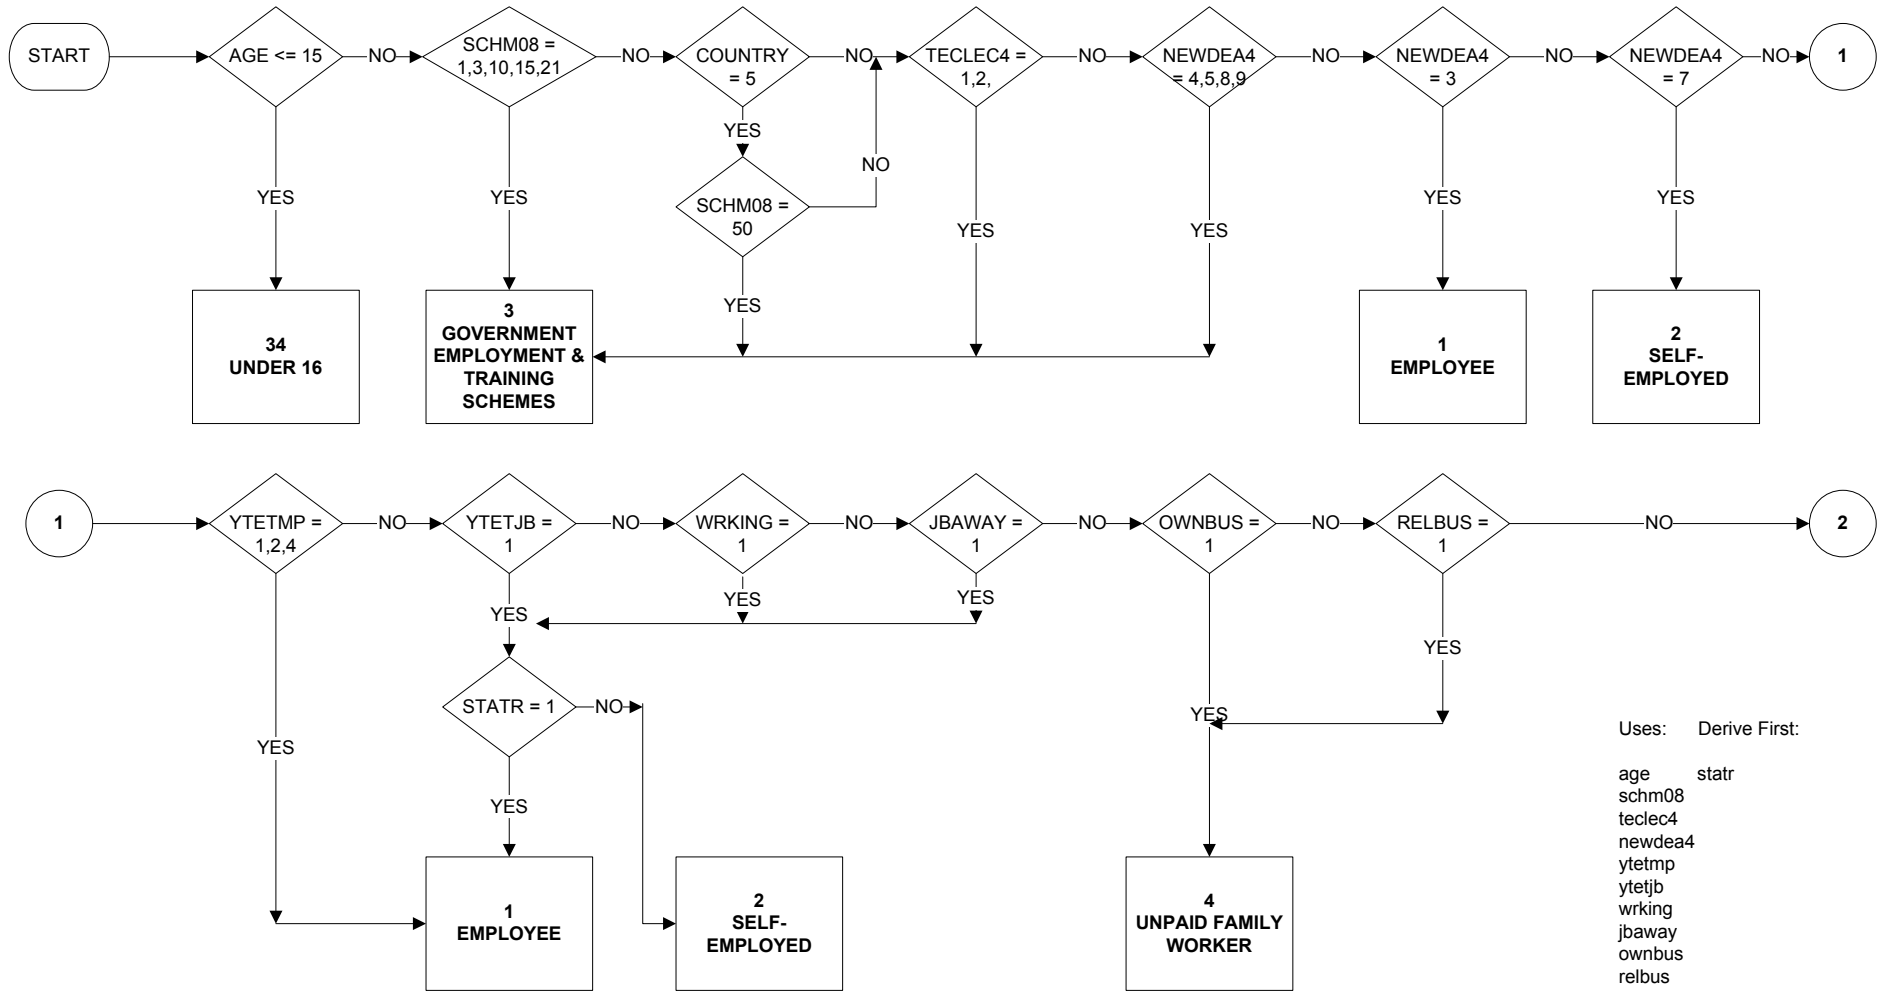 START
AGE <= 15
NO
SCHM08 =
1,3,10,15,21
NO
COUNTRY
= 5
NO
TECLEC4 =
1,2,
NO
NEWDEA4
= 4,5,8,9
NO
NEWDEA4
= 3
NO
NEWDEA4
= 7
NO
1
YES
NO
SCHM08 =
50
YES
YES
YES
YES
YES
YES
YES
34
UNDER 16
3
GOVERNMENT
EMPLOYMENT &
TRAINING
SCHEMES
1
EMPLOYEE
2
SELF-
EMPLOYED
1
YTETMP =
1,2,4
NO
YTETJB =
1
NO
WRKING =
1
NO
JBAWAY =
1
NO
OWNBUS =
1
NO
RELBUS =
1
NO
2
YES
YES
YES
YES
STATR = 1
NO
YES
YES
YES
YES
1
EMPLOYEE
2
SELF-
EMPLOYED
4
UNPAID FAMILY
WORKER
Uses: Derive First:
age statr
schm08
teclec4
newdea4
ytetmp
ytetjb
wrking
jbaway
ownbus
relbus